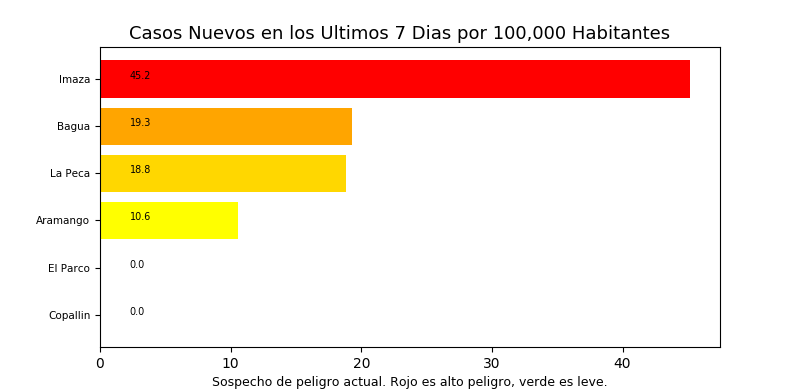 Casos Nuevos en los Ultimos 7 Dias por 100,000 Habitantes
Imaza 45.2
Bagua 19.3
La Peca 18.8
Aramango 10.6
El Parco 0.0
Copallin 0.0
0 10 20 30 40
Sospecho de peligro actual. Rojo es alto peligro, verde es leve.